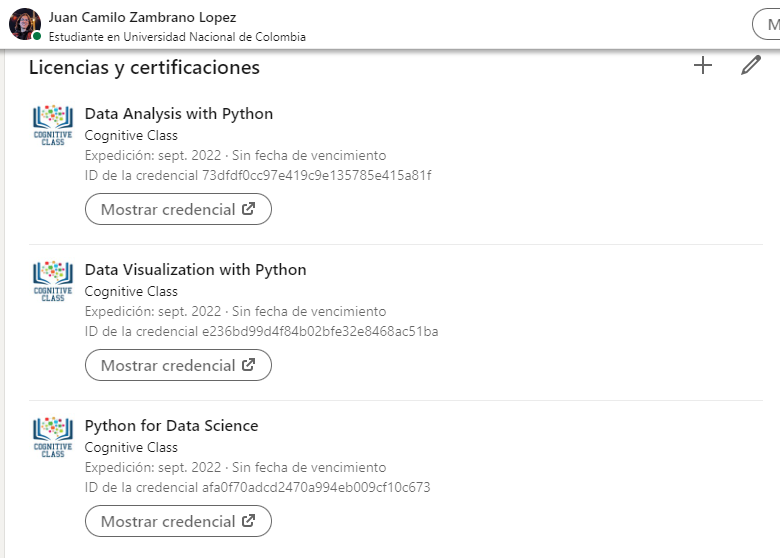 Juan Camilo Zambrano Lopez
Estudiante en Universidad Nacional de Colombia
M
Licencias y certificaciones
COGNITIVE
CLASS
Data Analysis with Python
Cognitive Class
Expedición: sept. 2022 · Sin fecha de vencimiento
ID de la credencial 73dfdf0cc97e419c9e135785e415a81f
Mostrar credencial
COGNITIVE
CLASS
Data Visualization with Python
Cognitive Class
Expedición: sept. 2022 · Sin fecha de vencimiento
ID de la credencial e236bd99d4f84b02bfe32e8468ac51ba
Mostrar credencial
COGNITIVE
CLASS
Python for Data Science
Cognitive Class
Expedición: sept. 2022 · Sin fecha de vencimiento
ID de la credencial afa0f70adcd2470a994eb009cf10c673
Mostrar credencial